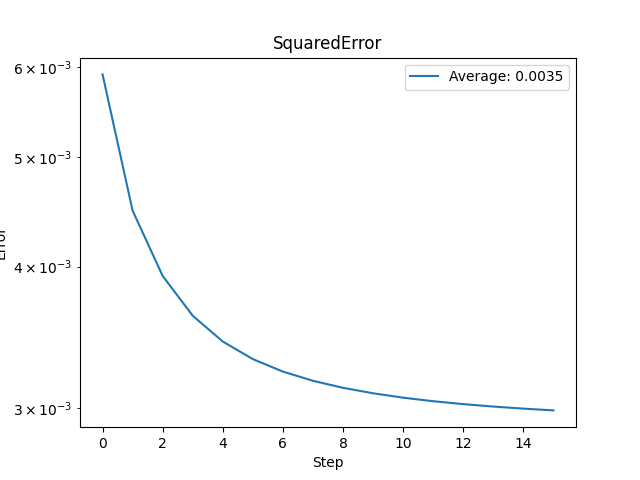 SquaredError
Average: 0.0035
6 × 10⁻³
5 × 10⁻³
4 × 10⁻³
3 × 10⁻³
Error
0 2 4 6 8 10 12 14
Step